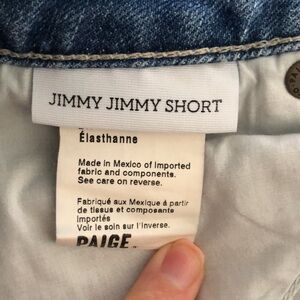 JIMMY JIMMY SHORT
Élasthanne
Made in Mexico of Imported
fabric and components.
See care on reverse.
Fabriqué aux Mexique à partir
de tissus et composants
importés
Voir le soin sur l'inverse.
PAIGE